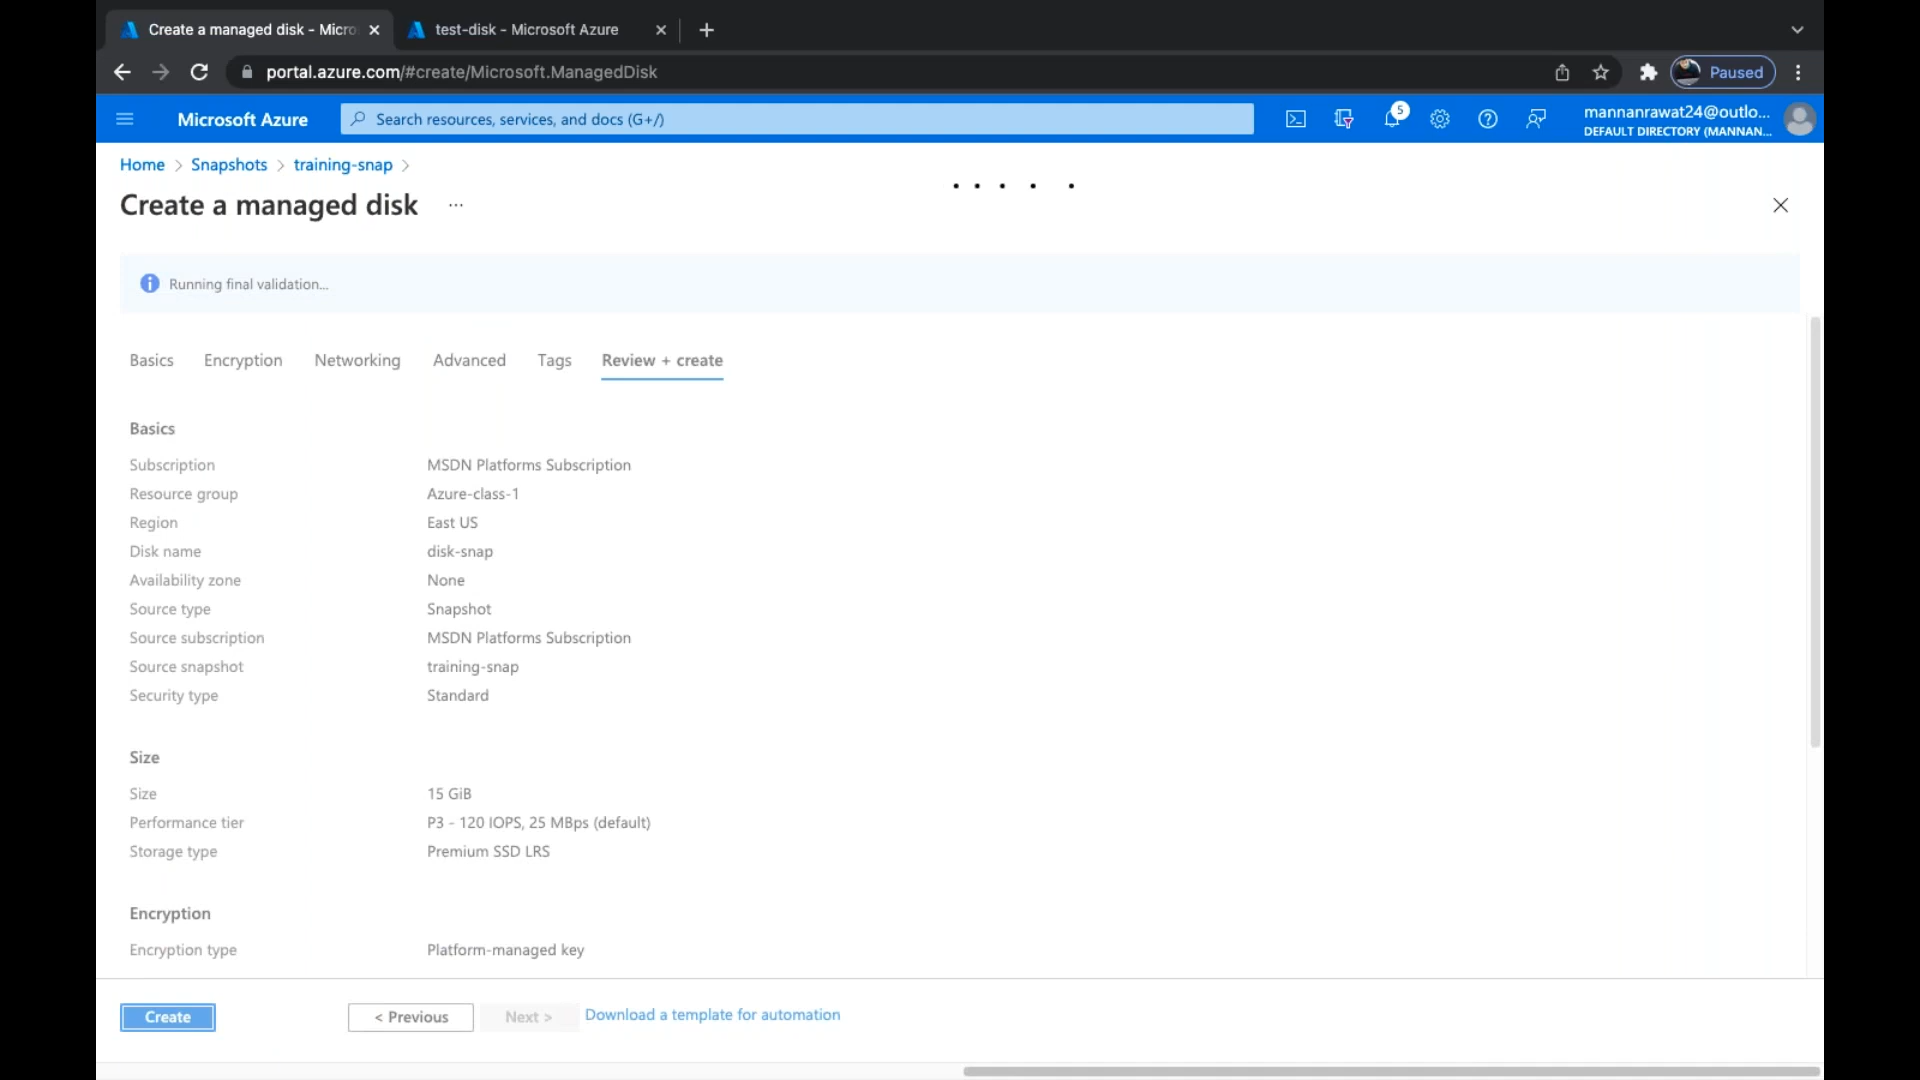 Create a managed disk - Micro
test-disk - Microsoft Azure
portal.azure.com/#create/Microsoft.ManagedDisk
Paused
Microsoft Azure
Search resources, services, and docs (G+/)
5
mannanrawat24@outlo...
DEFAULT DIRECTORY (MANNAN...
Home > Snapshots > training-snap >
Create a managed disk ...
Running final validation...
Basics Encryption Networking Advanced Tags Review + create
Basics
Subscription MSDN Platforms Subscription
Resource group Azure-class-1
Region East US
Disk name disk-snap
Availability zone None
Source type Snapshot
Source subscription MSDN Platforms Subscription
Source snapshot training-snap
Security type Standard
Size
Size 15 GiB
Performance tier P3 - 120 IOPS, 25 MBps (default)
Storage type Premium SSD LRS
Encryption
Encryption type Platform-managed key
Create < Previous Next > Download a template for automation